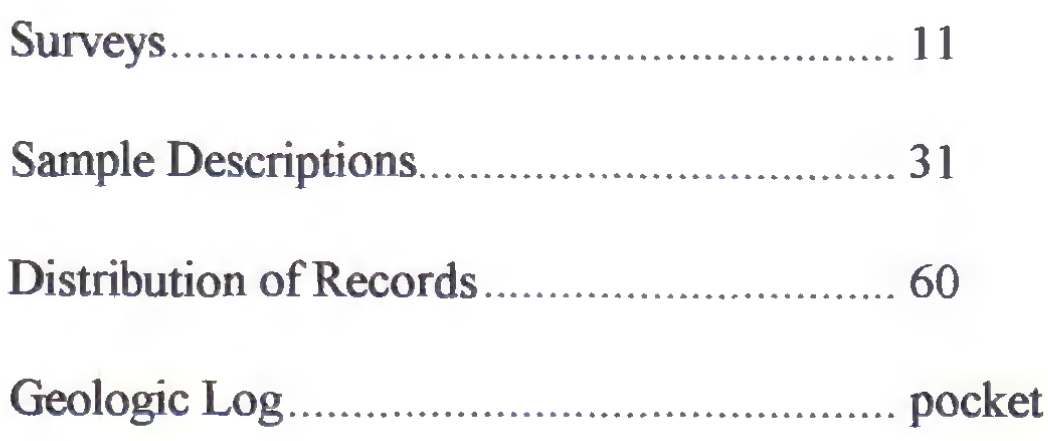 Surveys.......................................................... 11
Sample Descriptions...................................... 31
Distribution of Records................................. 60
Geologic Log................................................. pocket